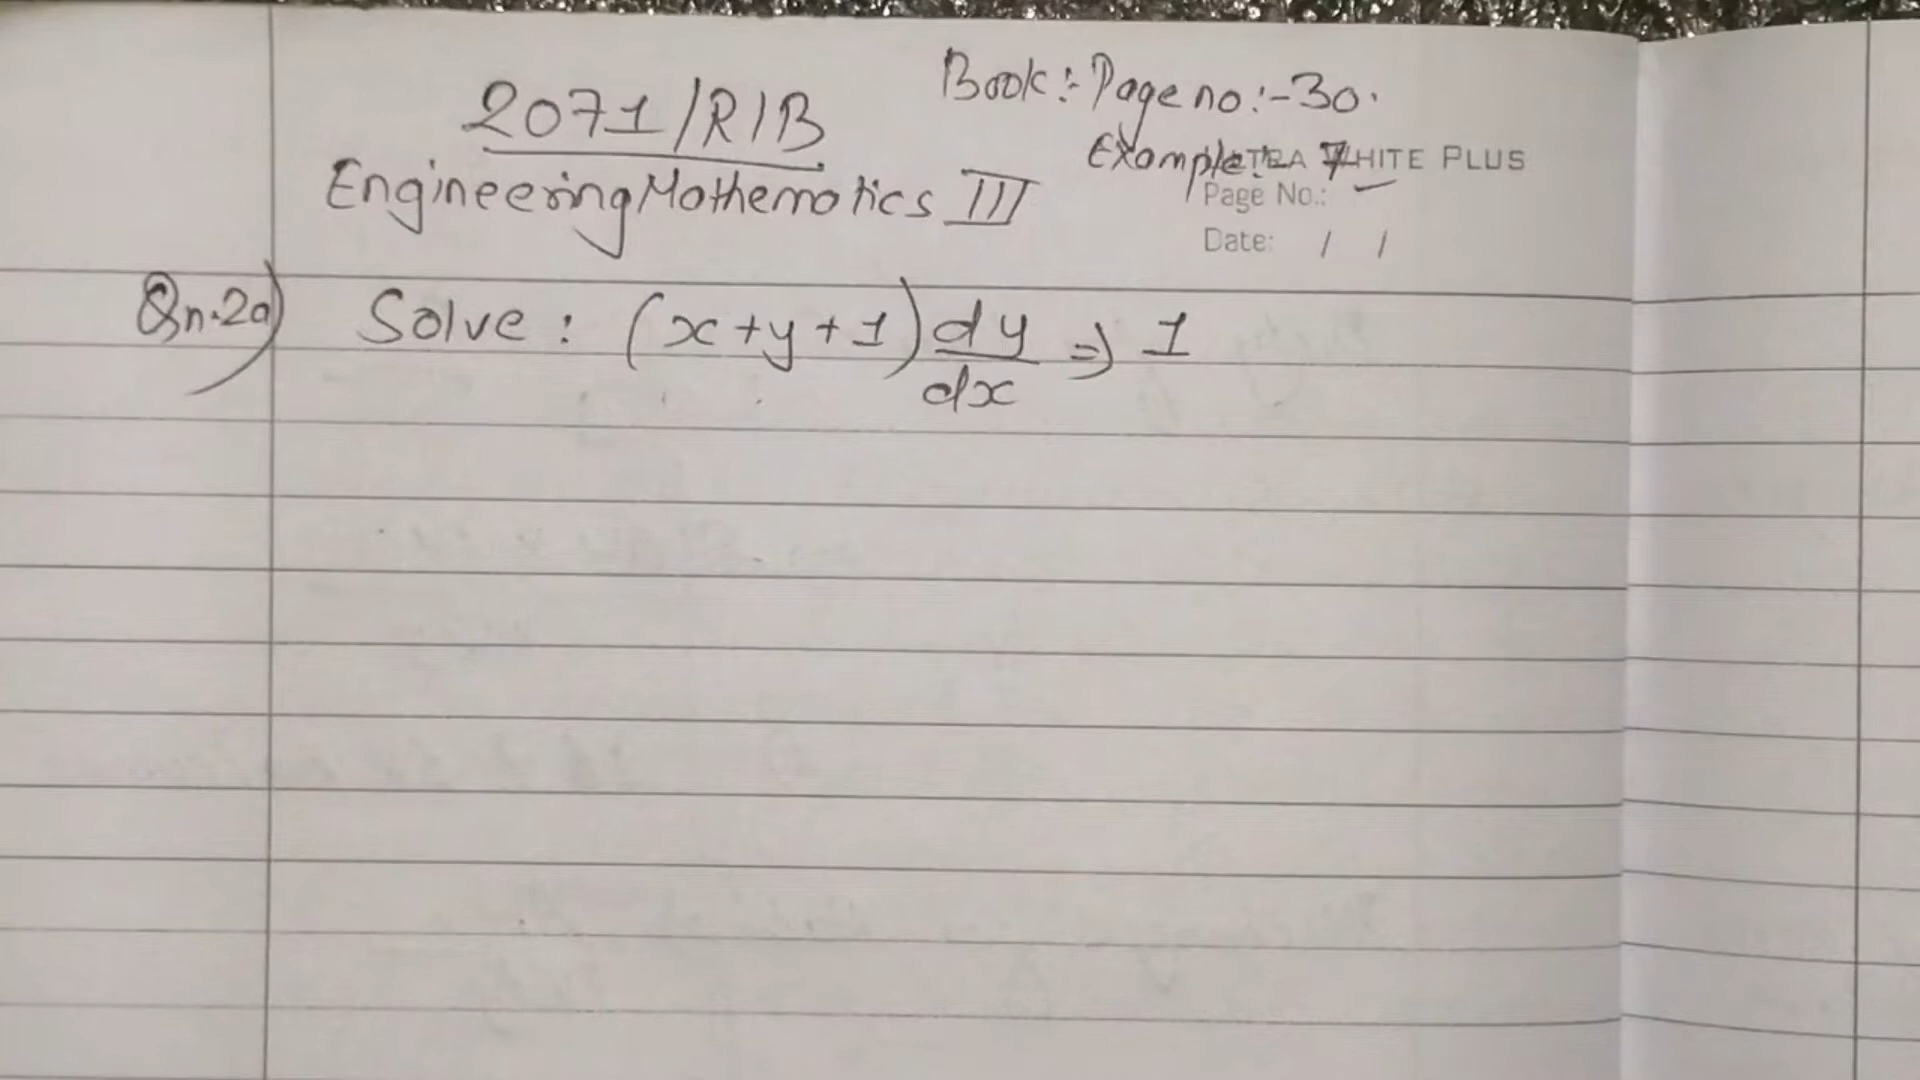 2071/R/B
Book:- Page no:-30.
Example:- 7
WHITE PLUS
Engineering Mathematics III
Page No.:
Date: / /
Qn.2a) Solve : (x+y+1) dy/dx => 1